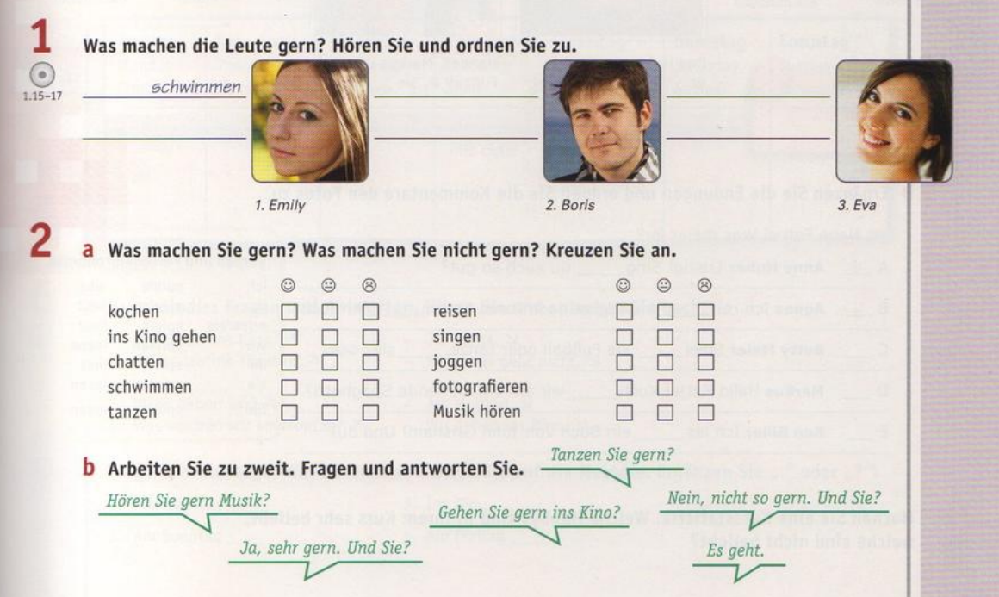 1
Was machen die Leute gern? Hören Sie und ordnen Sie zu.
1.15–17
schwimmen
1. Emily
2. Boris
3. Eva
2
a Was machen Sie gern? Was machen Sie nicht gern? Kreuzen Sie an.
kochen
ins Kino gehen
chatten
schwimmen
tanzen
reisen
singen
joggen
fotografieren
Musik hören
b Arbeiten Sie zu zweit. Fragen und antworten Sie.
Tanzen Sie gern?
Hören Sie gern Musik?
Gehen Sie gern ins Kino?
Nein, nicht so gern. Und Sie?
Ja, sehr gern. Und Sie?
Es geht.